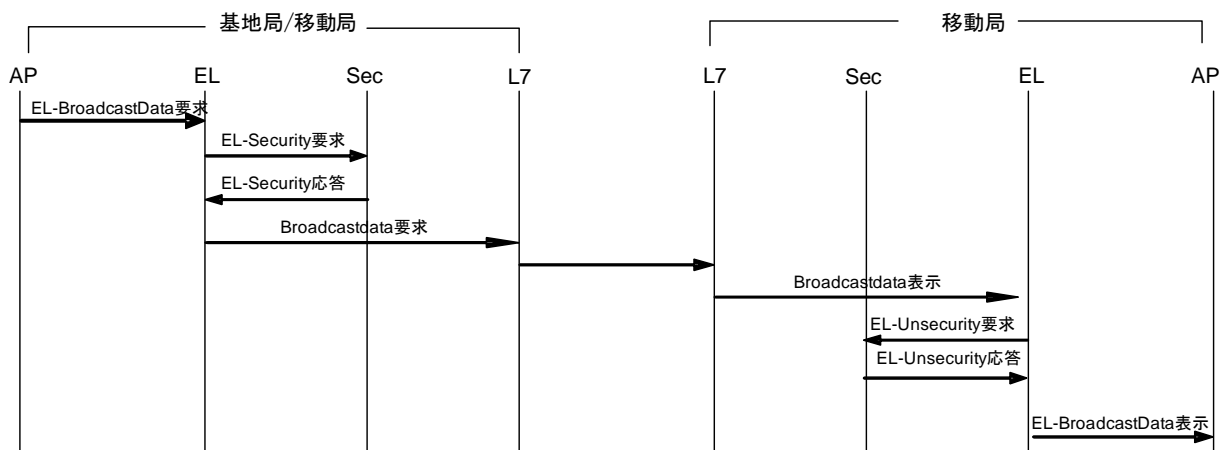 基地局/移動局
移動局
AP
EL
Sec
L7
L7
Sec
EL
AP
EL-BroadcastData要求
EL-Security要求
EL-Security応答
Broadcastdata要求
Broadcastdata表示
EL-Unsecurity要求
EL-Unsecurity応答
EL-BroadcastData表示